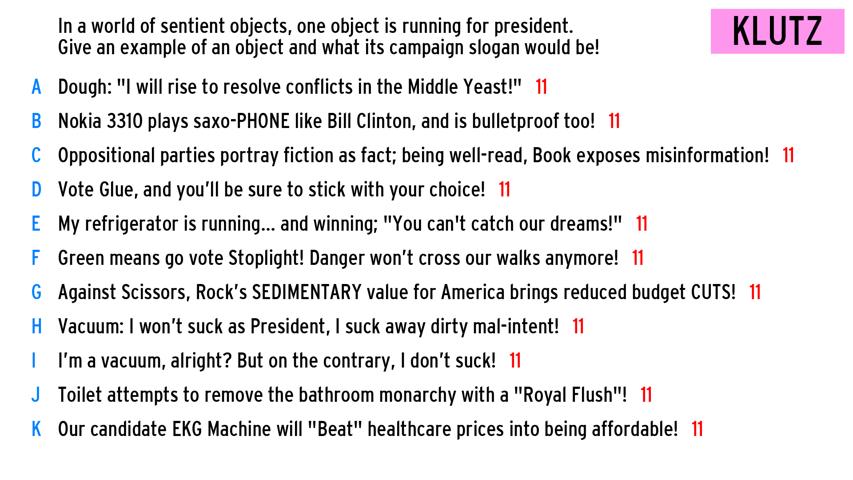 In a world of sentient objects, one object is running for president.
Give an example of an object and what its campaign slogan would be!
KLUTZ
A Dough: "I will rise to resolve conflicts in the Middle Yeast!" 11
B Nokia 3310 plays saxo-PHONE like Bill Clinton, and is bulletproof too! 11
C Oppositional parties portray fiction as fact; being well-read, Book exposes misinformation! 11
D Vote Glue, and you’ll be sure to stick with your choice! 11
E My refrigerator is running... and winning; "You can't catch our dreams!" 11
F Green means go vote Stoplight! Danger won’t cross our walks anymore! 11
G Against Scissors, Rock’s SEDIMENTARY value for America brings reduced budget CUTS! 11
H Vacuum: I won’t suck as President, I suck away dirty mal-intent! 11
I I’m a vacuum, alright? But on the contrary, I don’t suck! 11
J Toilet attempts to remove the bathroom monarchy with a "Royal Flush"! 11
K Our candidate EKG Machine will "Beat" healthcare prices into being affordable! 11